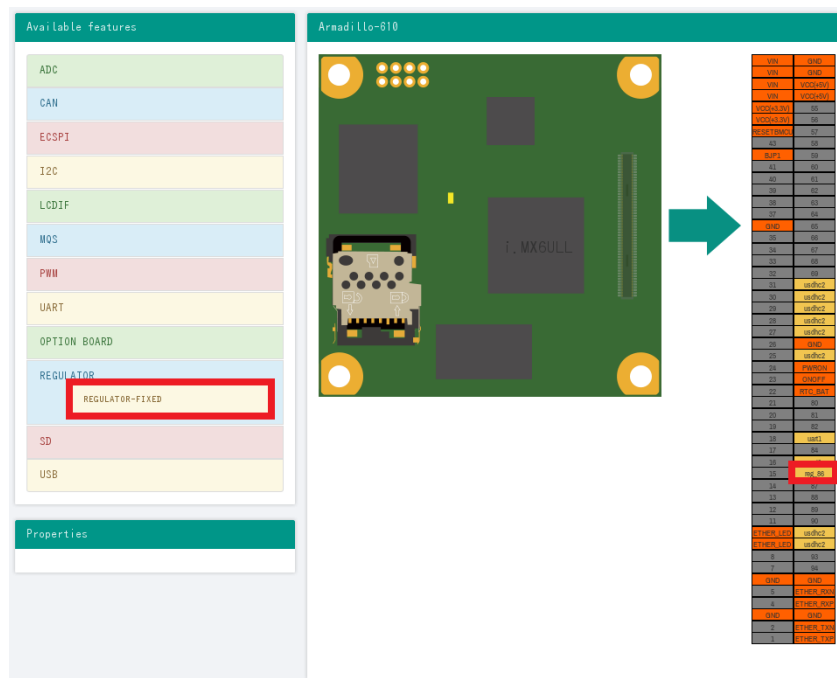 Available features
ADC
CAN
ECSPI
I2C
LCDIF
MQS
PWM
UART
OPTION BOARD
REGULATOR
REGULATOR-FIXED
SD
USB
Properties
Armadillo-610
i.MX6ULL
VIN GND
VIN GND
VIN VCC(+5V)
VIN VCC(+5V)
VCC(+3.3V) 55
VCC(+3.3V) 56
57
43 58
BJP1 59
41 60
40 61
39 62
38 63
37 64
GND 65
35 66
34 67
33 68
32 69
31 usdhc2
30 usdhc2
29 usdhc2
28 usdhc2
27 usdhc2
26 GND
25 usdhc2
24 PWRON
23 ONOFF
22 RTC_BAT
21 80
20 81
19 82
18 uart1
17 84
16
15 reg_86
14 87
13 88
12 89
11 90
ETHER_LED usdhc2
ETHER_LED usdhc2
8 93
7 94
GND GND
5 ETHER_RXN
4 ETHER_RXP
GND GND
2 ETHER_TXN
1 ETHER_TXP